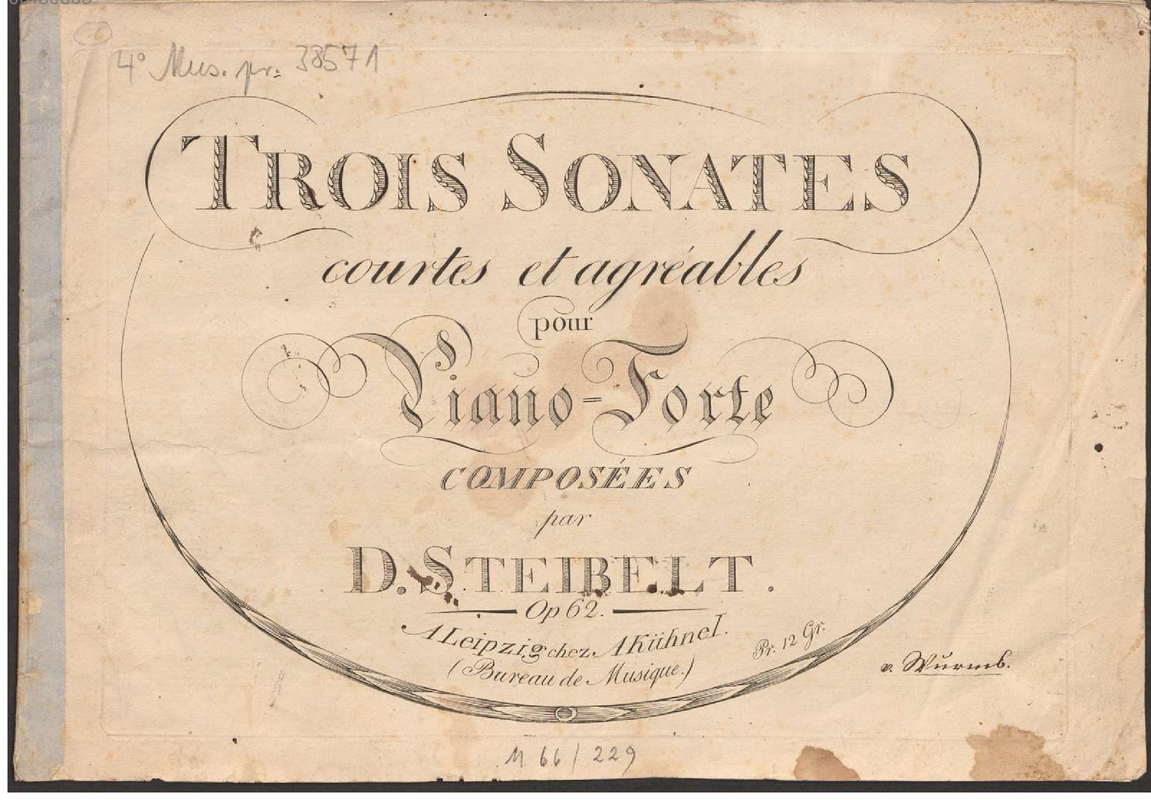 4° Mus. pr. 38571
TROIS SONATES
courtes et agréables
pour
Piano=Forte
COMPOSÉES
par
D. STEIBELT.
Op 62.
A Leipzig chez A Kühnel.
(Bureau de Musique.)
Pr. 12 Gr.
v. Wurmb.
M 66/229